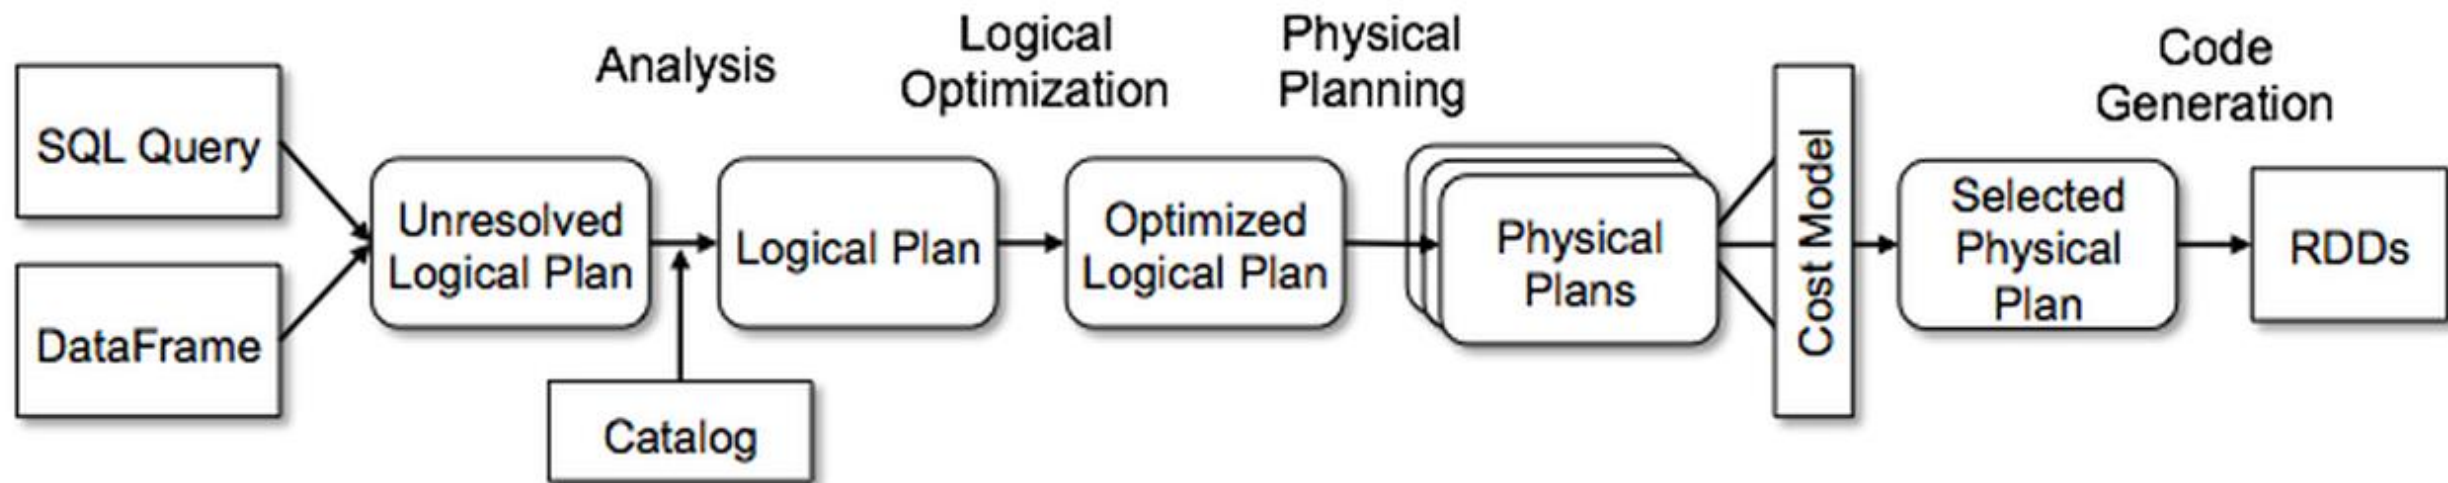 Analysis
Logical
Optimization
Physical
Planning
Code
Generation
SQL Query
DataFrame
Unresolved
Logical Plan
Catalog
Logical Plan
Optimized
Logical Plan
Physical
Plans
Cost Model
Selected
Physical
Plan
RDDs